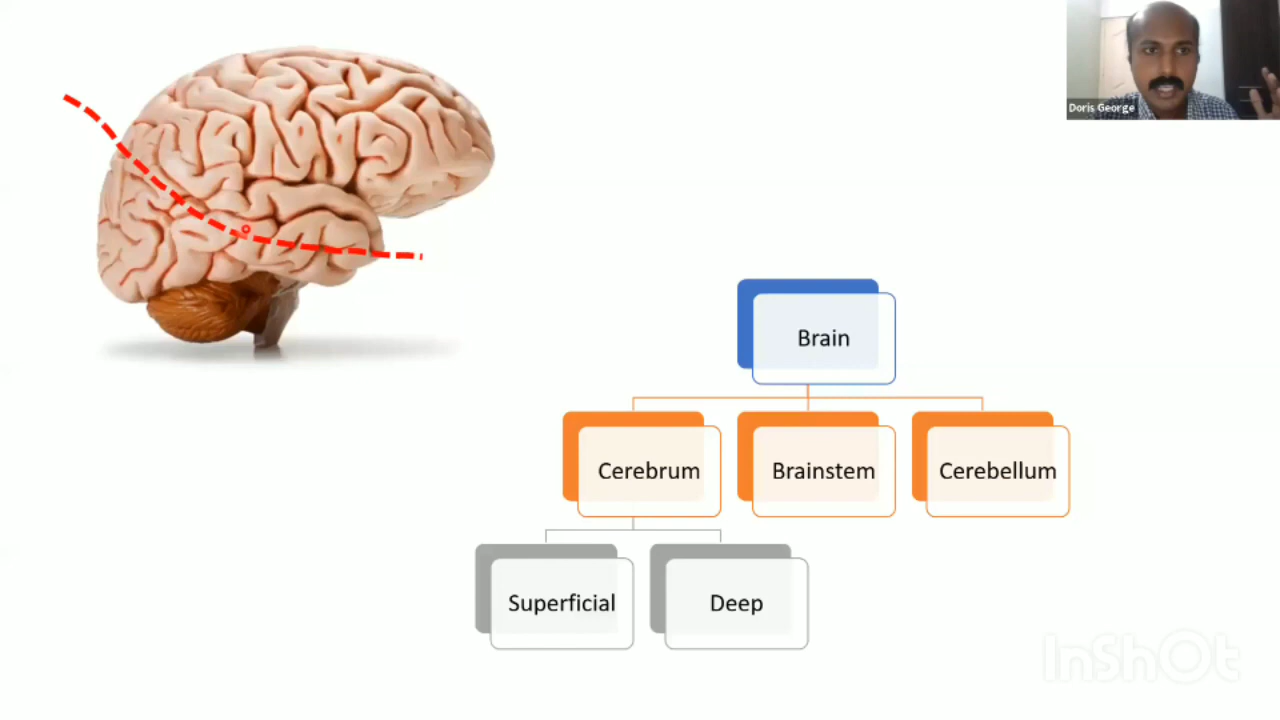 Doris George
Brain
Cerebrum
Brainstem
Cerebellum
Superficial
Deep
InShOt